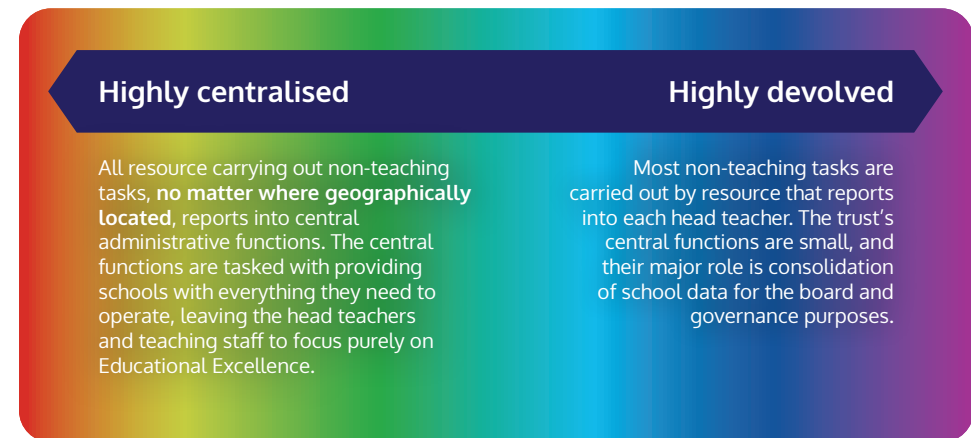 Highly centralised
Highly devolved
All resource carrying out non-teaching
tasks, no matter where geographically
located, reports into central
administrative functions. The central
functions are tasked with providing
schools with everything they need to
operate, leaving the head teachers
and teaching staff to focus purely on
Educational Excellence.
Most non-teaching tasks are
carried out by resource that reports
into each head teacher. The trust’s
central functions are small, and
their major role is consolidation
of school data for the board and
governance purposes.